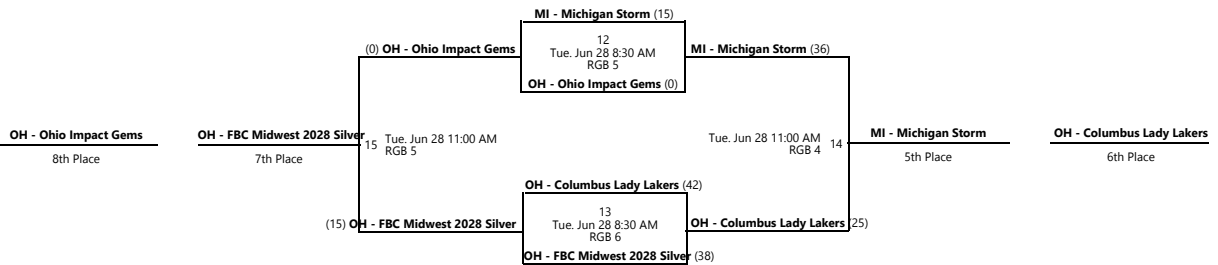 MI - Michigan Storm (15)
12
Tue. Jun 28 8:30 AM
RGB 5
OH - Ohio Impact Gems (0)
(0) OH - Ohio Impact Gems
MI - Michigan Storm (36)
OH - Ohio Impact Gems
8th Place
OH - FBC Midwest 2028 Silver
7th Place
15 Tue. Jun 28 11:00 AM
RGB 5
Tue. Jun 28 11:00 AM 14
RGB 4
MI - Michigan Storm
5th Place
OH - Columbus Lady Lakers
6th Place
OH - Columbus Lady Lakers (42)
13
Tue. Jun 28 8:30 AM
RGB 6
OH - FBC Midwest 2028 Silver (38)
(15) OH - FBC Midwest 2028 Silver
OH - Columbus Lady Lakers (25)